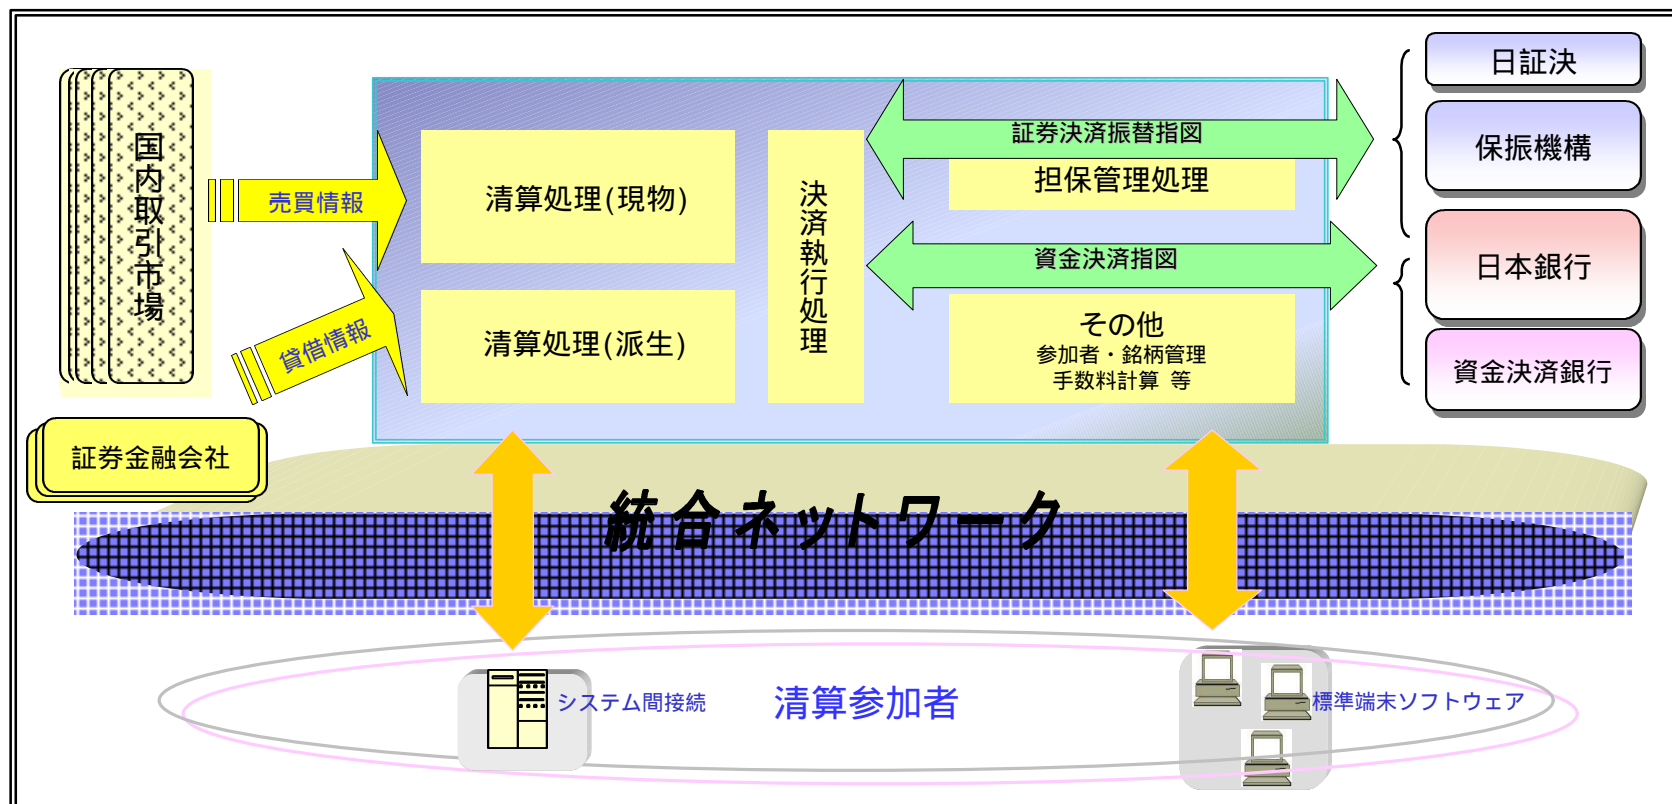 国内取引市場
証券金融会社
売買情報
貸借情報
清算処理(現物)
清算処理(派生)
決済執行処理
証券決済振替指図
担保管理処理
資金決済指図
その他
参加者・銘柄管理
手数料計算 等
日証決
保振機構
日本銀行
資金決済銀行
統合ネットワーク
システム間接続
清算参加者
標準端末ソフトウェア